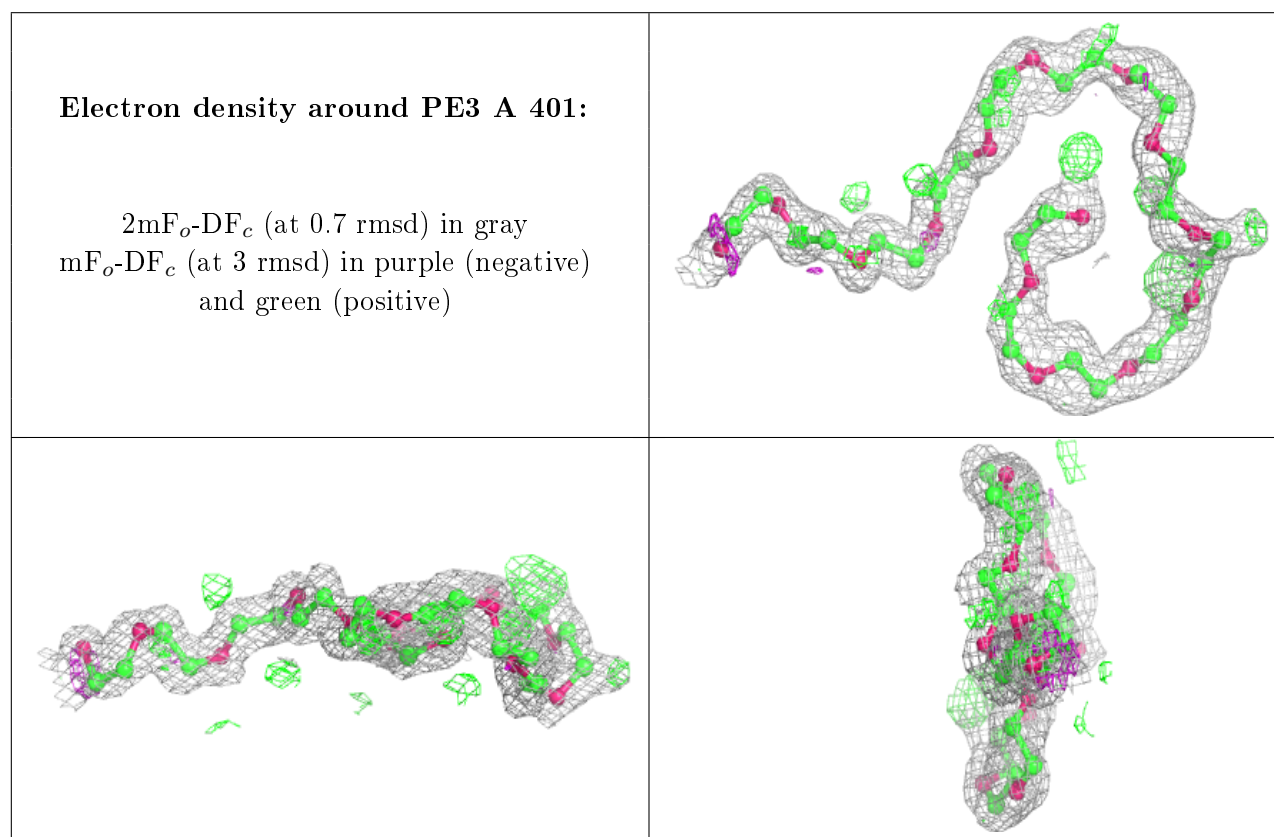 Electron density around PE3 A 401:
2mFₒ-DF𝒸 (at 0.7 rmsd) in gray
mFₒ-DF𝒸 (at 3 rmsd) in purple (negative)
and green (positive)